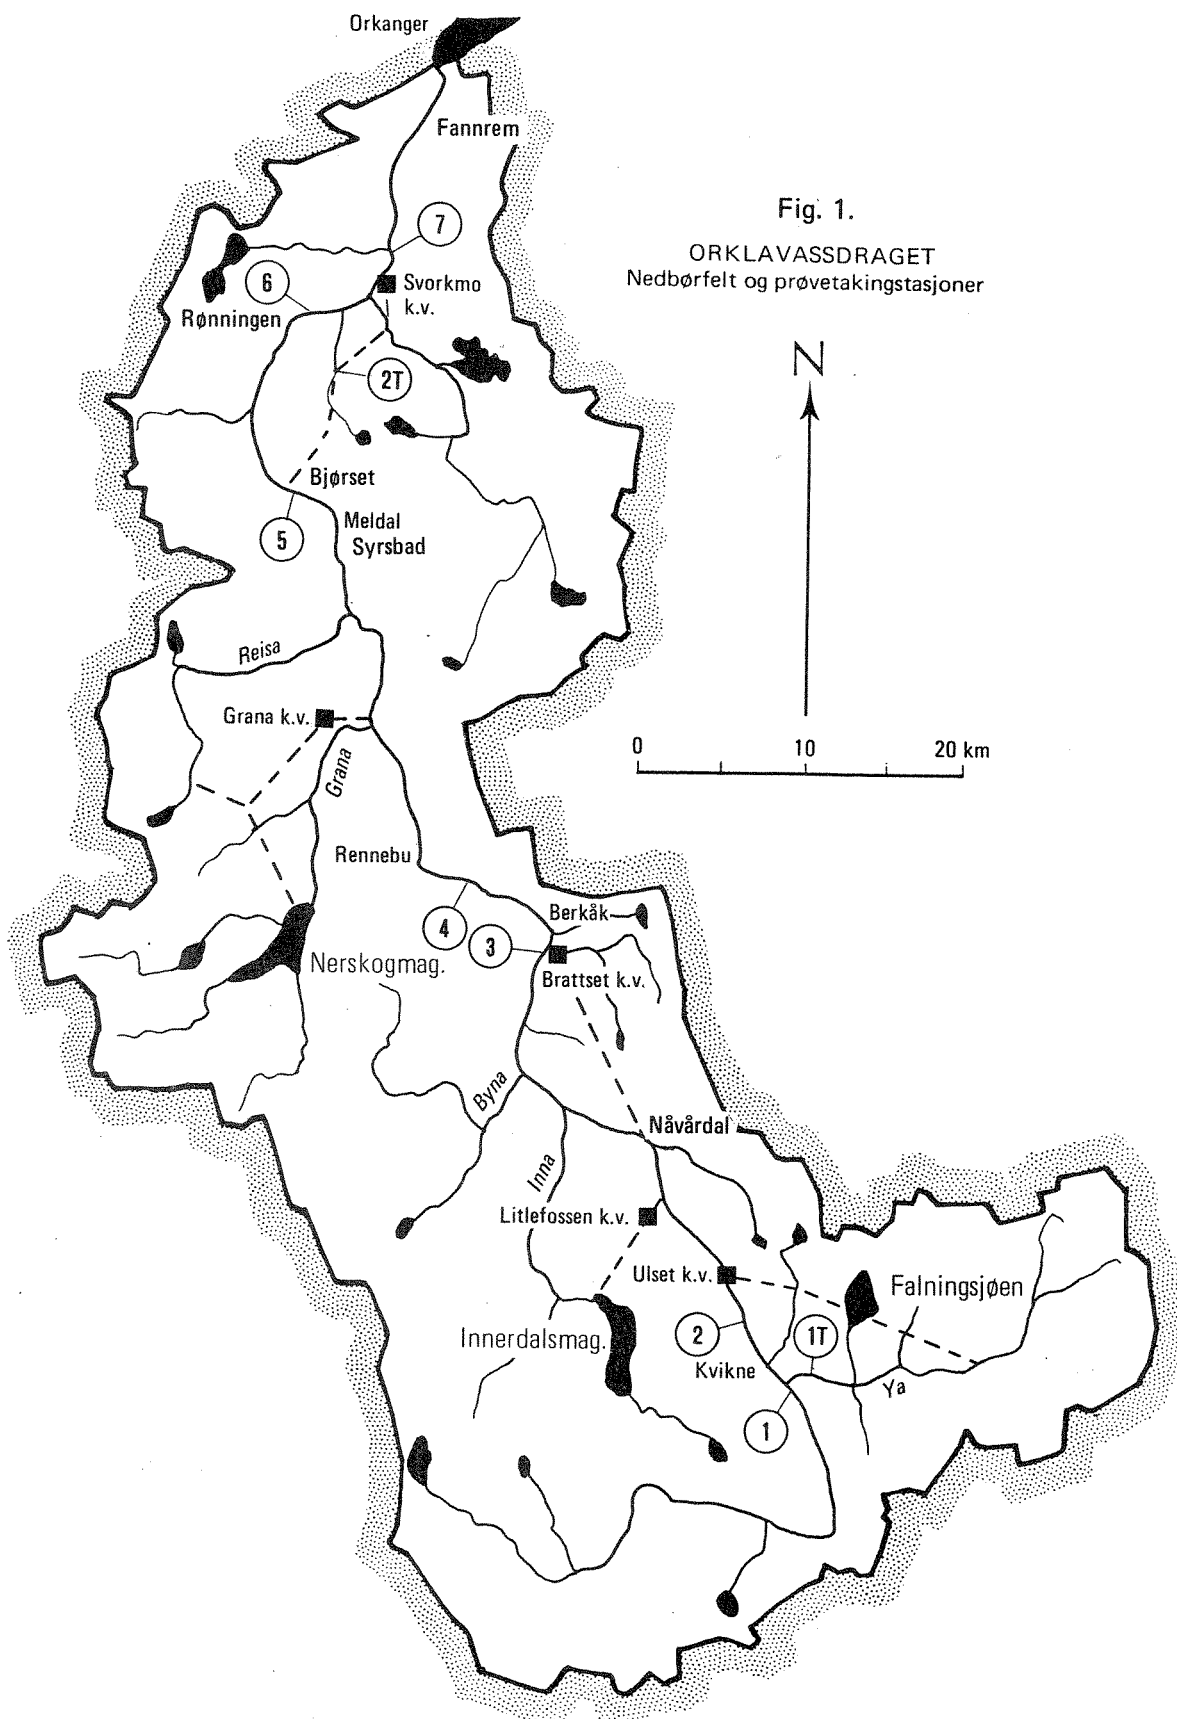 Orkanger
Fannrem
Fig. 1.
ORKLAVASSDRAGET
Nedbørfelt og prøvetakingstasjoner
7
6
Svorkmo
k.v.
Rønningen
N
2T
Bjørset
5
Meldal
Syrsbad
Reisa
Grana k.v.
0 10 20 km
Grana
Rennebu
4
Berkåk
3
Nerskogmag.
Brattset k.v.
Byna
Nåvårdal
Inna
Litlefossen k.v.
Ulset k.v.
Falningsjøen
Innerdalsmag.
2
1T
Kvikne
Ya
1